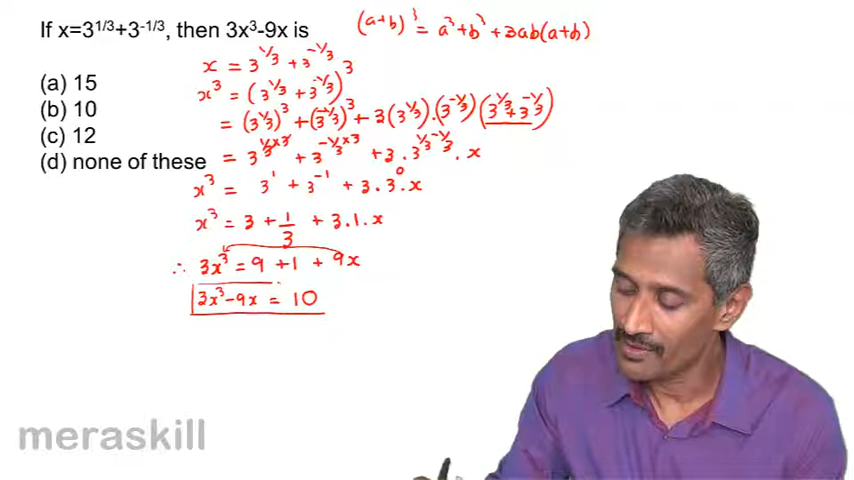 If x=3^1/3+3^-1/3, then 3x³-9x is
(a+b)³ = a³+b³+3ab(a+b)
(a) 15
(b) 10
(c) 12
(d) none of these
x = 3^1/3 + 3^-1/3
x³ = (3^1/3 + 3^-1/3)³
= (3^1/3)³ + (3^-1/3)³ + 3(3^1/3).(3^-1/3)(3^1/3+3^-1/3)
= 3^1/3×3 + 3^-1/3×3 + 3.3^1/3-1/3.x
x³ = 3^1 + 3^-1 + 3.3^0.x
x³ = 3 + 1/3 + 3.1.x
∴ 3x³ = 9 + 1 + 9x
3x³-9x = 10
meraskill